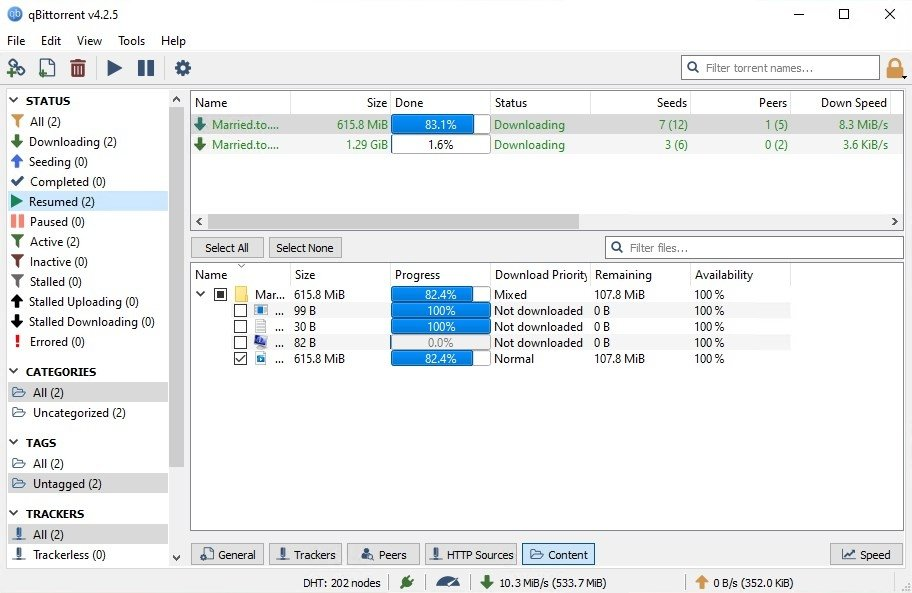 qBittorrent v4.2.5
File Edit View Tools Help
Filter torrent names...
STATUS
All (2)
Downloading (2)
Seeding (0)
Completed (0)
Resumed (2)
Paused (0)
Active (2)
Inactive (0)
Stalled (0)
Stalled Uploading (0)
Stalled Downloading (0)
Errored (0)
CATEGORIES
All (2)
Uncategorized (2)
TAGS
All (2)
Untagged (2)
TRACKERS
All (2)
Trackerless (0)
Name Size Done Status Seeds Peers Down Speed
Married.to.... 615.8 MiB 83.1% Downloading 7 (12) 1 (5) 8.3 MiB/s
Married.to.... 1.29 GiB 1.6% Downloading 3 (6) 0 (2) 3.6 KiB/s
Select All Select None Filter files...
Name Size Progress Download Priority Remaining Availability
Mar... 615.8 MiB 82.4% Mixed 107.8 MiB 100 %
... 99 B 100% Not downloaded 0 B 100 %
... 30 B 100% Not downloaded 0 B 100 %
... 82 B 0.0% Not downloaded 0 B 100 %
... 615.8 MiB 82.4% Normal 107.8 MiB 100 %
General Trackers Peers HTTP Sources Content Speed
DHT: 202 nodes 10.3 MiB/s (533.7 MiB) 0 B/s (352.0 KiB)